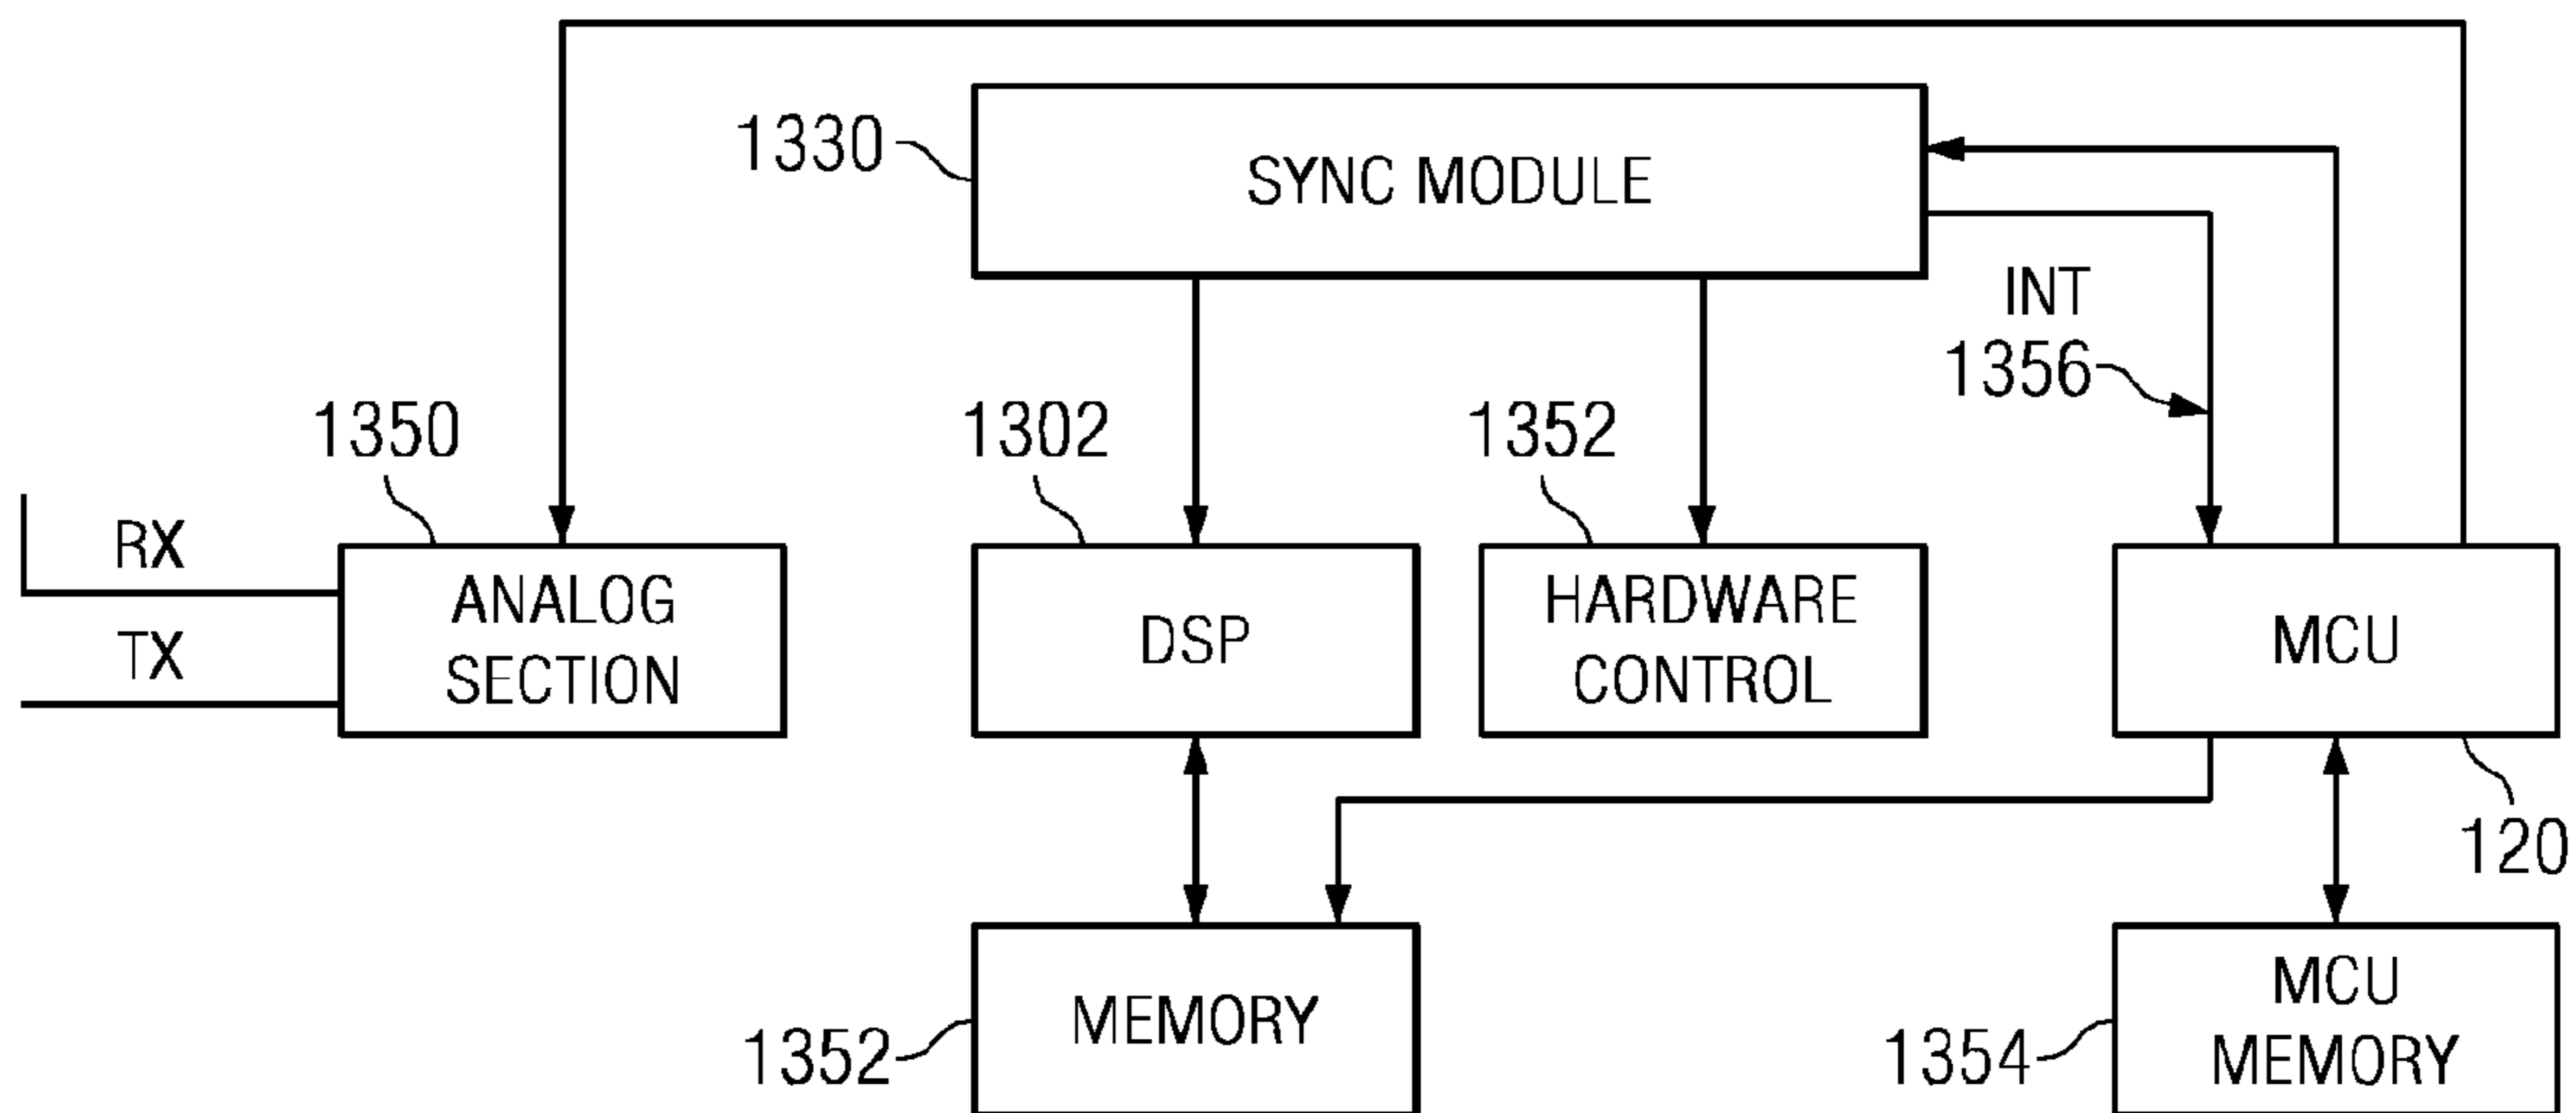 1330
SYNC MODULE
INT
1356
1350
1302
1352
RX
TX
ANALOG
SECTION
DSP
HARDWARE
CONTROL
MCU
120
1352
MEMORY
1354
MCU
MEMORY